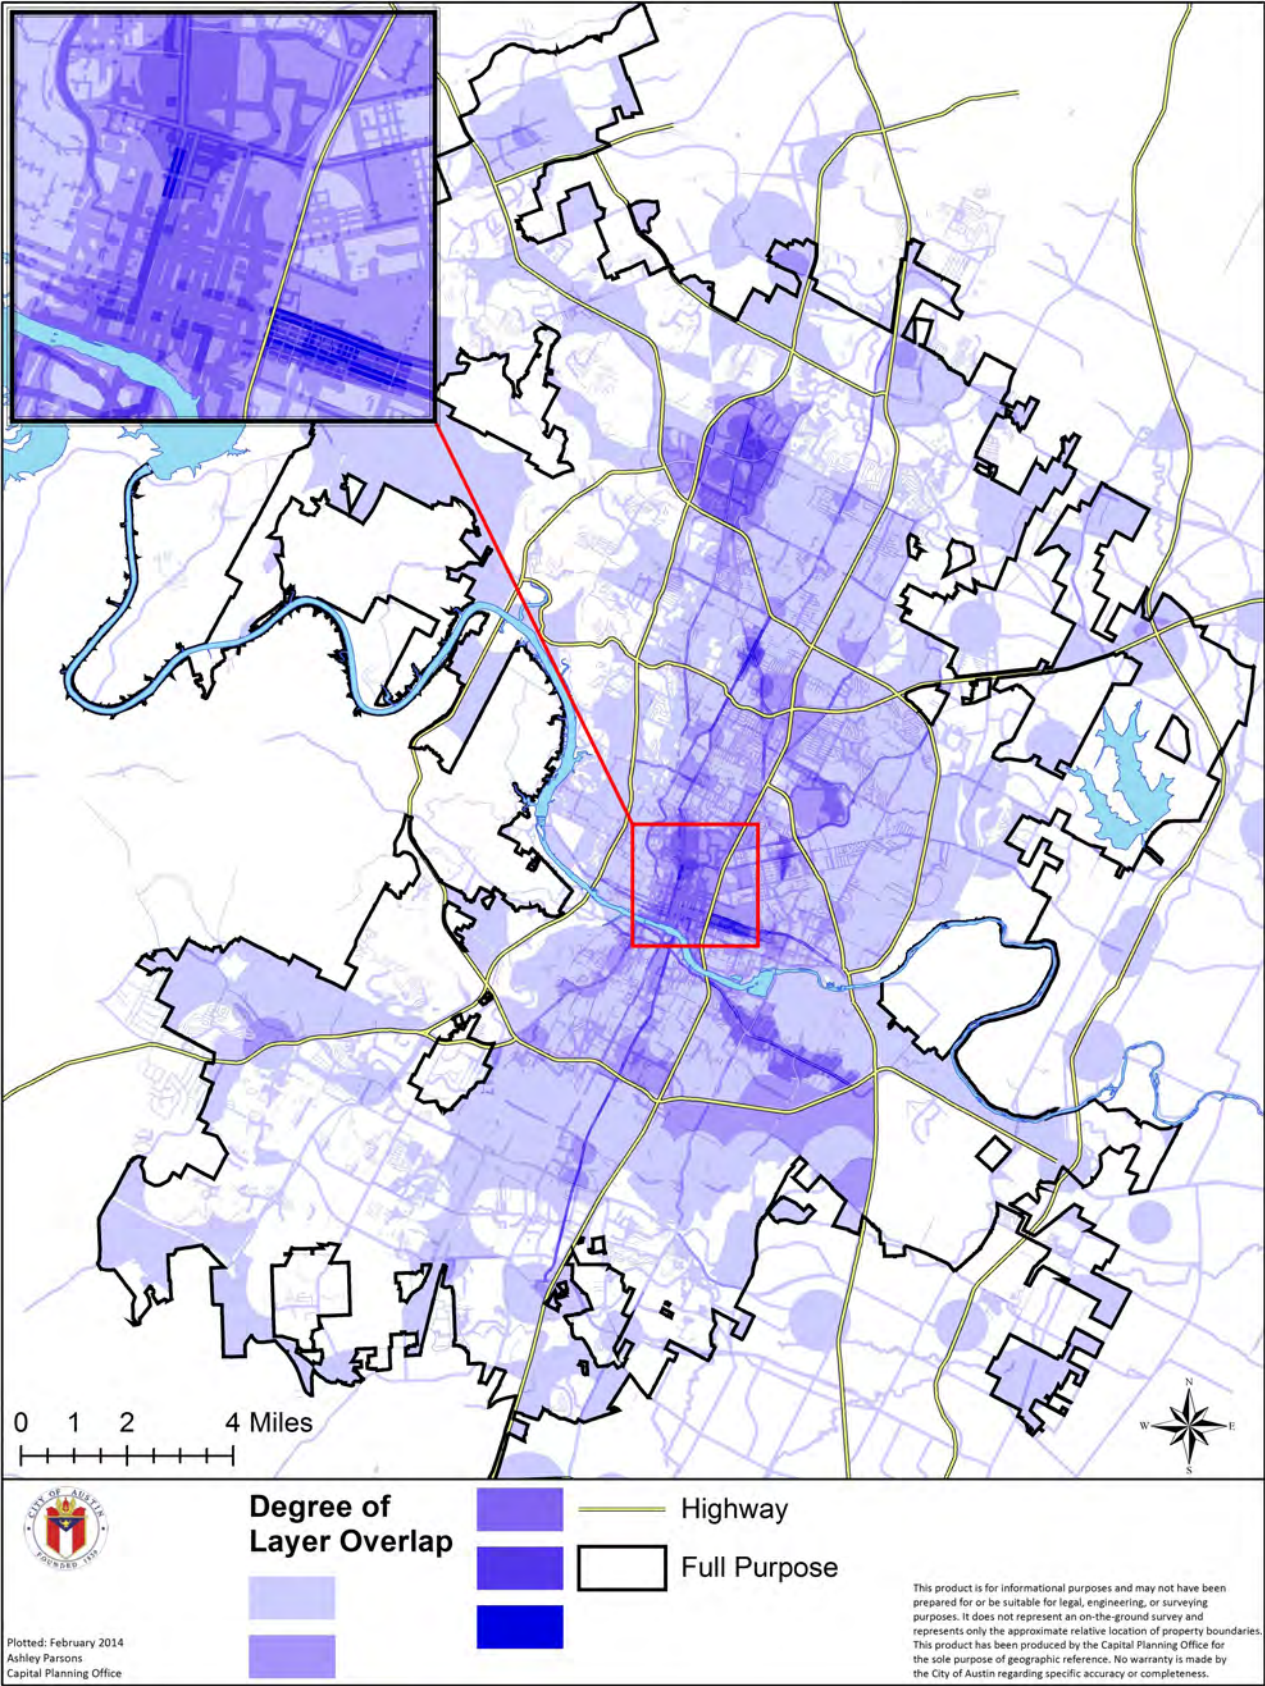 0 1 2 4 Miles
N
W E
S
CITY OF AUSTIN
FOUNDED 1839
Degree of
Layer Overlap
Highway
Full Purpose
Plotted: February 2014
Ashley Parsons
Capital Planning Office
This product is for informational purposes and may not have been
prepared for or be suitable for legal, engineering, or surveying
purposes. It does not represent an on-the-ground survey and
represents only the approximate relative location of property boundaries.
This product has been produced by the Capital Planning Office for
the sole purpose of geographic reference. No warranty is made by
the City of Austin regarding specific accuracy or completeness.